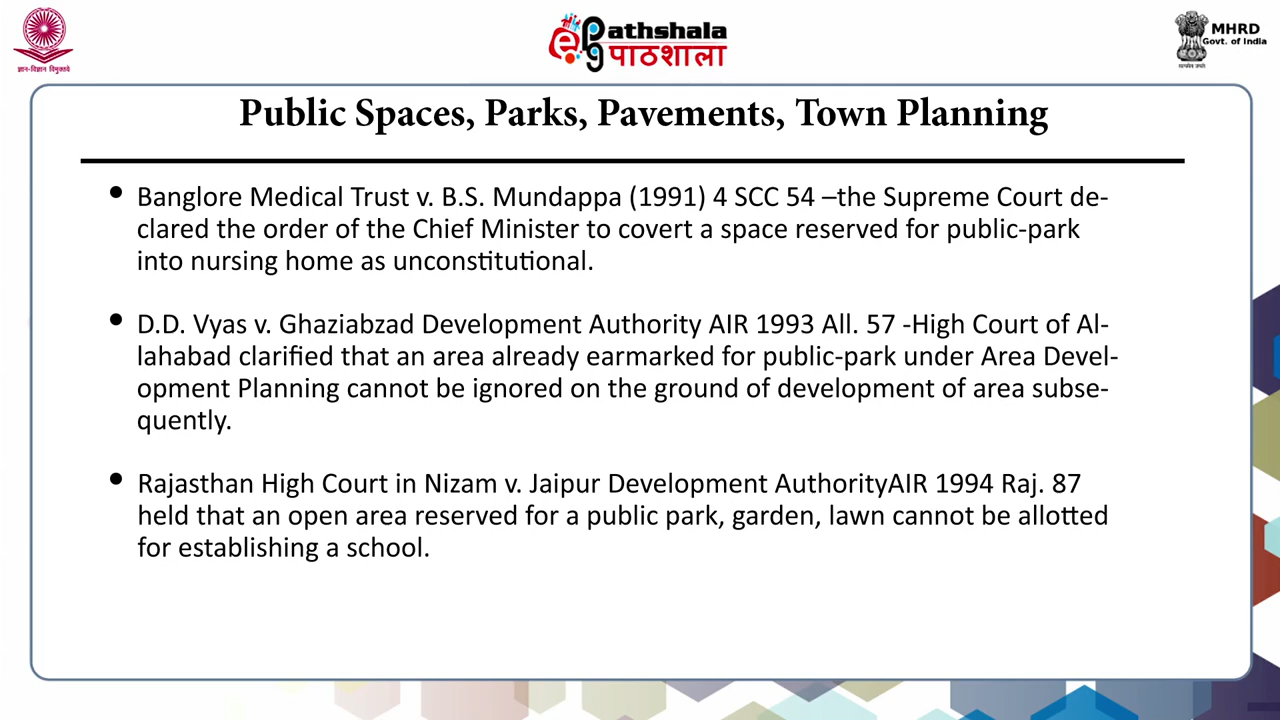 ज्ञान-विज्ञान विमुक्तये
ePathshala
पाठशाला
MHRD
Govt. of India
सत्यमेव जयते
Public Spaces, Parks, Pavements, Town Planning
• Banglore Medical Trust v. B.S. Mundappa (1991) 4 SCC 54 –the Supreme Court de-
clared the order of the Chief Minister to covert a space reserved for public-park
into nursing home as unconstitutional.
• D.D. Vyas v. Ghaziabzad Development Authority AIR 1993 All. 57 -High Court of Al-
lahabad clarified that an area already earmarked for public-park under Area Devel-
opment Planning cannot be ignored on the ground of development of area subse-
quently.
• Rajasthan High Court in Nizam v. Jaipur Development AuthorityAIR 1994 Raj. 87
held that an open area reserved for a public park, garden, lawn cannot be allotted
for establishing a school.